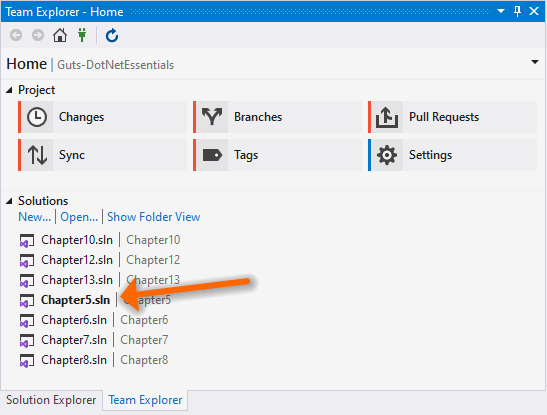 Team Explorer - Home
Home | Guts-DotNetEssentials
Project
Changes Branches Pull Requests
Sync Tags Settings
Solutions
New... | Open... | Show Folder View
Chapter10.sln | Chapter10
Chapter12.sln | Chapter12
Chapter13.sln | Chapter13
Chapter5.sln | Chapter5
Chapter6.sln | Chapter6
Chapter7.sln | Chapter7
Chapter8.sln | Chapter8
Solution Explorer Team Explorer